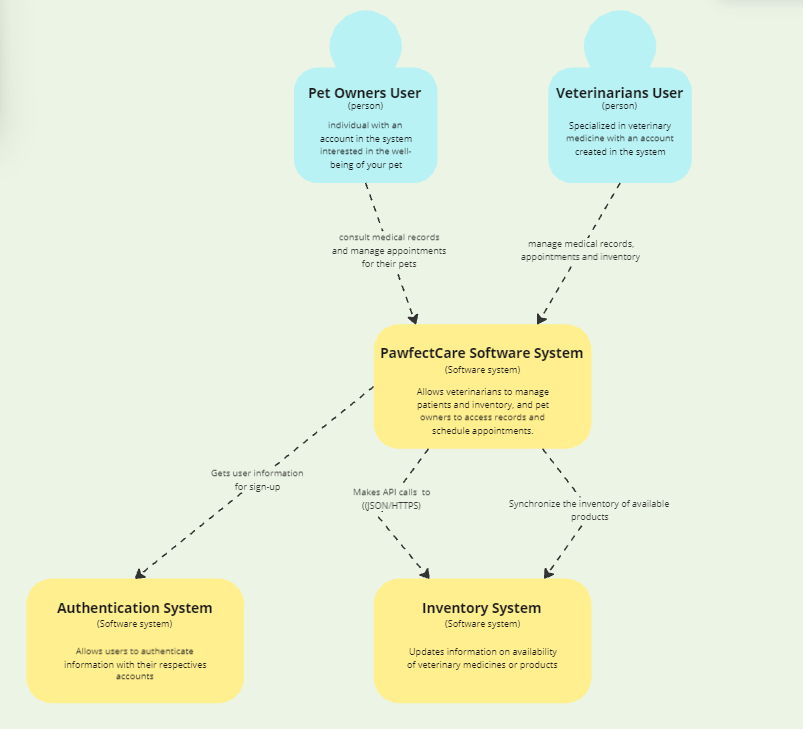 Pet Owners User
(person)
individual with an
account in the system
interested in the well-
being of your pet
Veterinarians User
(person)
Specialized in veterinary
medicine with an account
created in the system
consult medical records
and manage appointments
for their pets
manage medical records,
appointments and inventory
PawfectCare Software System
(Software system)
Allows veterinarians to manage
patients and inventory, and pet
owners to access records and
schedule appointments.
Gets user information
for sign-up
Makes API calls to
((JSON/HTTPS)
Synchronize the inventory of available
products
Authentication System
(Software system)
Allows users to authenticate
information with their respectives
accounts
Inventory System
(Software system)
Updates information on availability
of veterinary medicines or products